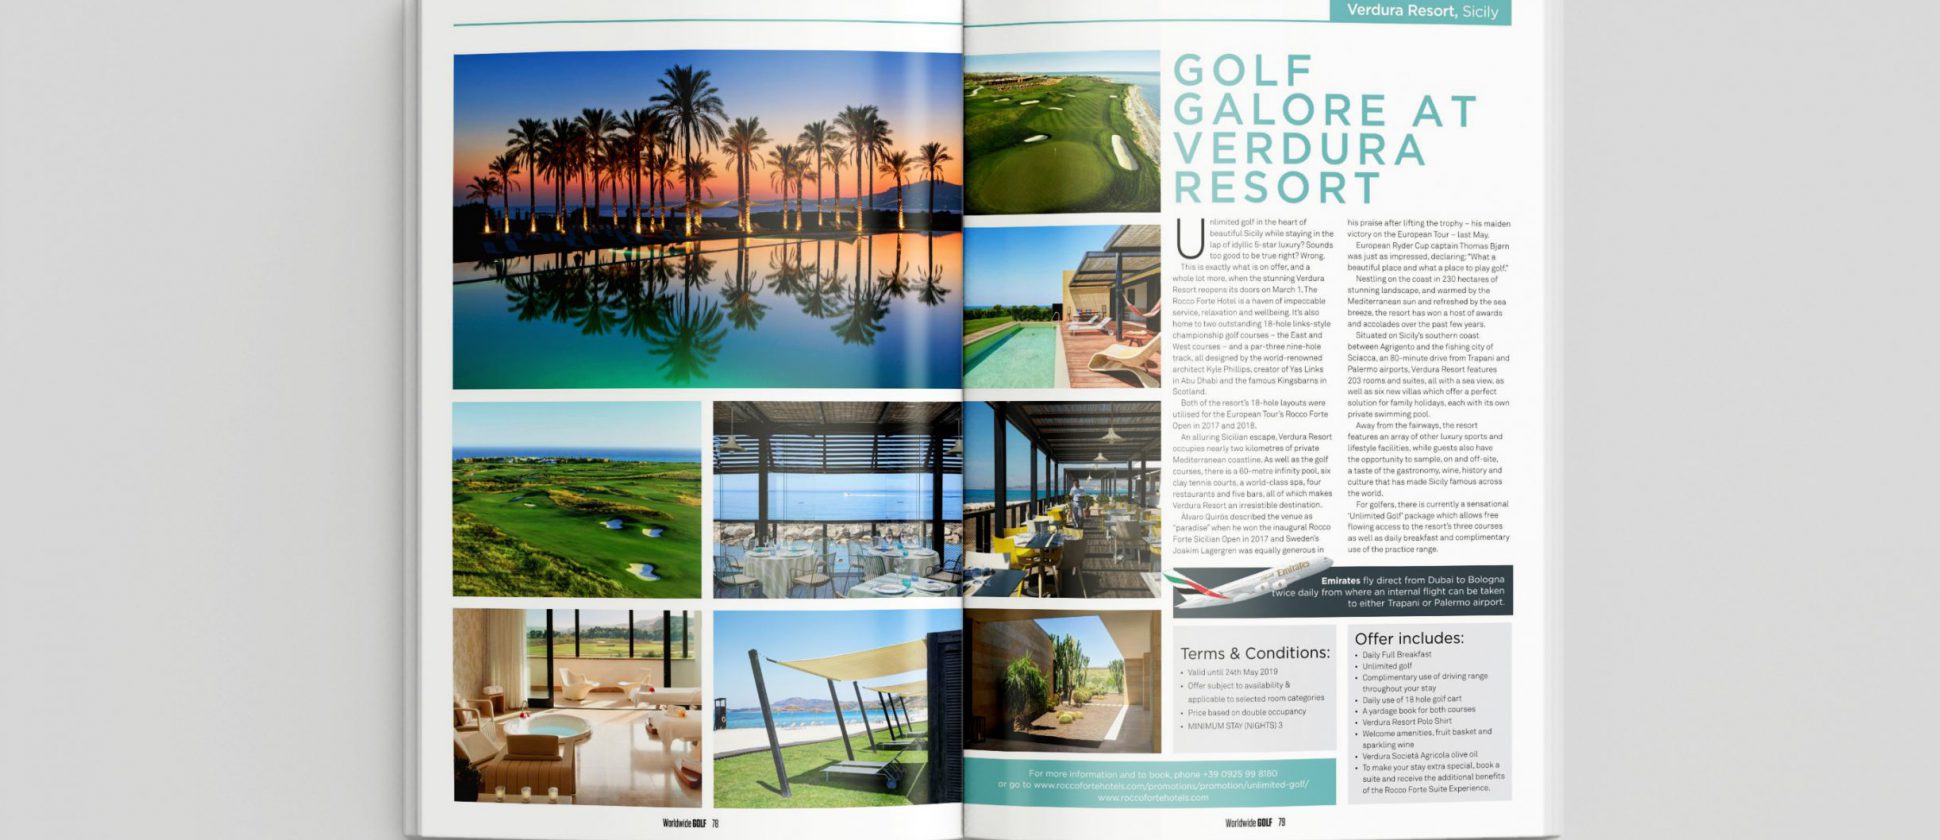 Verdura Resort, Sicily
GOLF
GALORE AT
VERDURA
RESORT
Unlimited golf in the heart of
beautiful Sicily while staying in the
lap of idyllic 5-star luxury? Sounds
too good to be true right? Wrong.
This is exactly what is on offer, and a
whole lot more, when the stunning Verdura
Resort reopens its doors on March 1. The
Rocco Forte Hotel is a haven of impeccable
service, relaxation and wellbeing. It's also
home to two outstanding 18-hole links-style
championship golf courses – the East and
West courses – and a par-three nine-hole
track, all designed by the world-renowned
architect Kyle Phillips, creator of Yas Links
in Abu Dhabi and the famous Kingsbarns in
Scotland.
Both of the resort's 18-hole layouts were
utilised for the European Tour's Rocco Forte
Open in 2017 and 2018.
An alluring Sicilian escape, Verdura Resort
occupies nearly two kilometres of private
Mediterranean coastline. As well as the golf
courses, there is a 60-metre infinity pool, six
clay tennis courts, a world-class spa, four
restaurants and five bars, all of which makes
Verdura Resort an irresistible destination.
Álvaro Quirós described the venue as
"paradise" when he won the inaugural Rocco
Forte Sicilian Open in 2017 and Sweden's
Joakim Lagergren was equally generous in
his praise after lifting the trophy – his maiden
victory on the European Tour – last May.
European Ryder Cup captain Thomas Bjørn
was just as impressed, declaring: "What a
beautiful place and what a place to play golf."
Nestling on the coast in 230 hectares of
stunning landscape, and warmed by the
Mediterranean sun and refreshed by the sea
breeze, the resort has won a host of awards
and accolades over the past few years.
Situated on Sicily's southern coast
between Agrigento and the fishing city of
Sciacca, an 80-minute drive from Trapani and
Palermo airports, Verdura Resort features
203 rooms and suites, all with a sea view, as
well as six new villas which offer a perfect
solution for family holidays, each with its own
private swimming pool.
Away from the fairways, the resort
features an array of other luxury sports and
lifestyle facilities, while guests also have
the opportunity to sample, on and off-site,
a taste of the gastronomy, wine, history and
culture that has made Sicily famous across
the world.
For golfers, there is currently a sensational
'Unlimited Golf' package which allows free
flowing access to the resort's three courses
as well as daily breakfast and complimentary
use of the practice range.
Emirates
Emirates fly direct from Dubai to Bologna
twice daily from where an internal flight can be taken
to either Trapani or Palermo airport.
Terms & Conditions:
• Valid until 24th May 2019
• Offer subject to availability &
applicable to selected room categories
• Price based on double occupancy
• MINIMUM STAY (NIGHTS) 3
Offer includes:
• Daily Full Breakfast
• Unlimited golf
• Complimentary use of driving range
throughout your stay
• Daily use of 18 hole golf cart
• A yardage book for both courses
• Verdura Resort Polo Shirt
• Welcome amenities, fruit basket and
sparkling wine
• Verdura Società Agricola olive oil
• To make your stay extra special, book a
suite and receive the additional benefits
of the Rocco Forte Suite Experience.
For more information and to book, phone +39 0925 99 8180
or go to www.roccofortehotels.com/promotions/promotion/unlimited-golf/
www.roccofortehotels.com
Worldwide GOLF 78
Worldwide GOLF 79